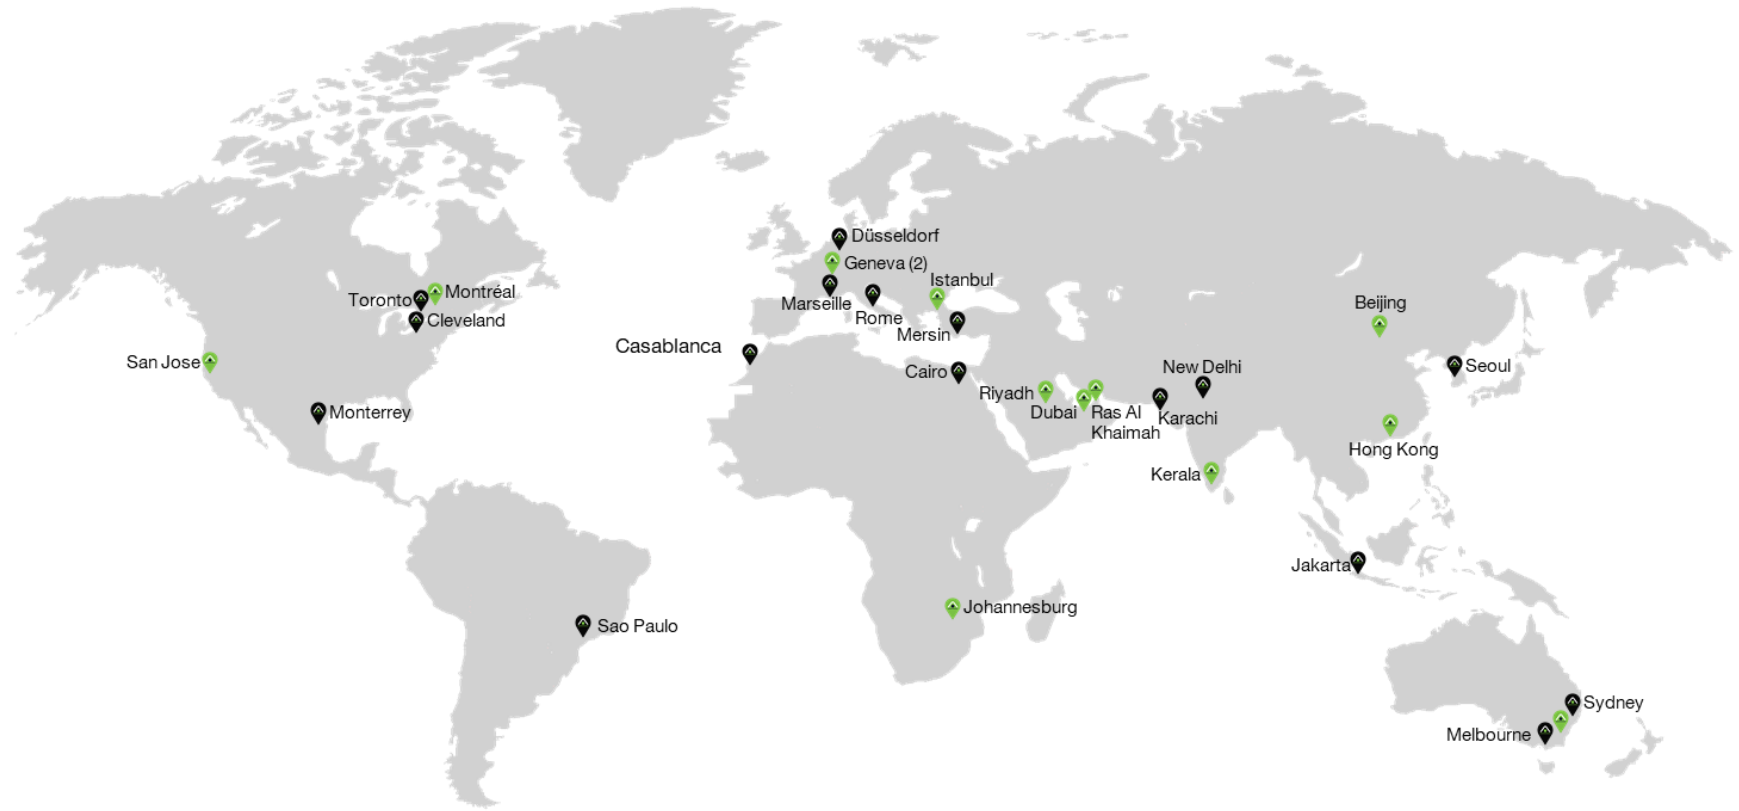 Düsseldorf
Geneva (2)
Istanbul
Montréal
Toronto
Marseille
Beijing
Rome
Cleveland
Mersin
Casablanca
San Jose
Seoul
New Delhi
Cairo
Riyadh
Monterrey
Dubai
Ras Al
Khaimah
Karachi
Hong Kong
Kerala
Jakarta
Johannesburg
Sao Paulo
Sydney
Melbourne